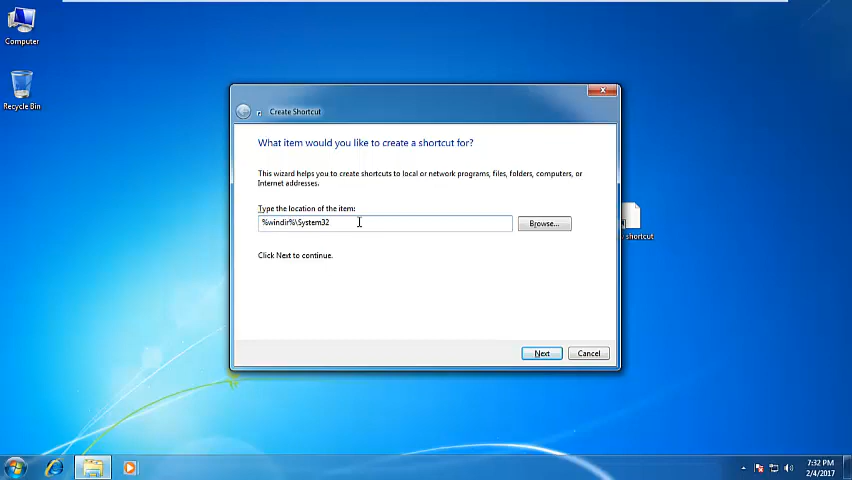 Computer
Recycle Bin
Create Shortcut
What item would you like to create a shortcut for?
This wizard helps you to create shortcuts to local or network programs, files, folders, computers, or
Internet addresses.
Type the location of the item:
%windir%\System32
Browse...
shortcut
Click Next to continue.
Next
Cancel
7:32 PM
2/4/2017